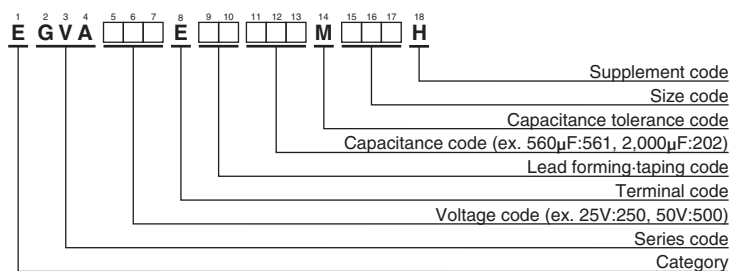 1 2 3 4 5 6 7 8 9 10 11 12 13 14 15 16 17 18
E G V A E M H
Supplement code
Size code
Capacitance tolerance code
Capacitance code (ex. 560µF:561, 2,000µF:202)
Lead forming·taping code
Terminal code
Voltage code (ex. 25V:250, 50V:500)
Series code
Category